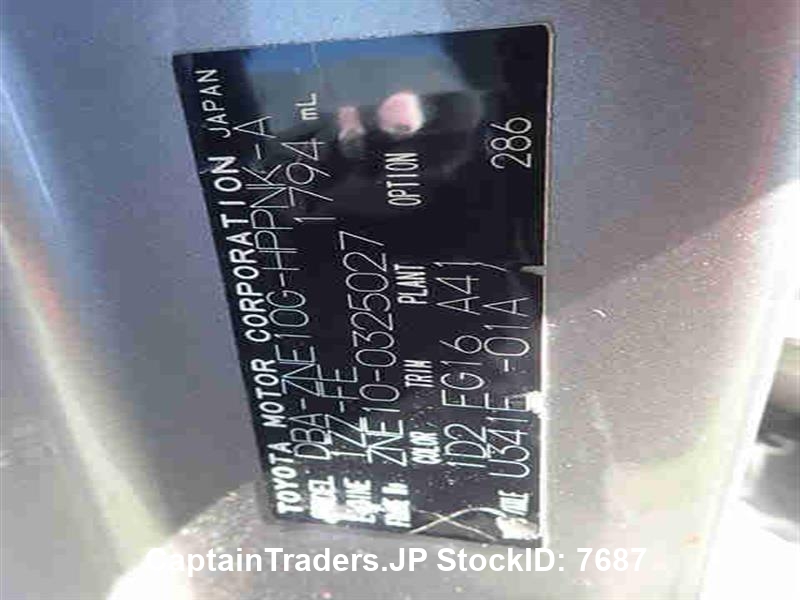 TOYOTA MOTOR CORPORATION JAPAN
MODEL DBA-ZNE10G-HPPNK-A
ENGINE 1ZZ-FE 1794 mL
FRAME No. ZNE10-0325027
COLOR TRIM PLANT OPTION
1D2 FG16 A41 286
U341F -01A
CaptainTraders.JP StockID: 7687